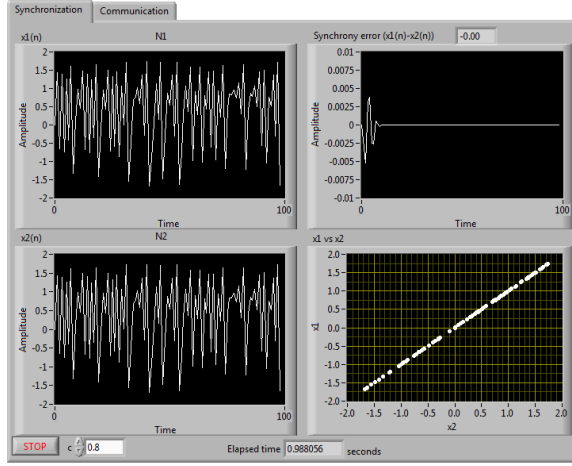 Synchronization
Communication
x1(n)
N1
2
1.5
1
0.5
0
-0.5
-1
-1.5
-2
Amplitude
0
100
Time
Synchrony error (x1(n)-x2(n))
-0.00
0.01
0.0075
0.005
0.0025
0
-0.0025
-0.005
-0.0075
-0.01
Amplitude
0
100
Time
x2(n)
N2
2
1.5
1
0.5
0
-0.5
-1
-1.5
-2
Amplitude
0
100
Time
x1 vs x2
2.0
1.5
1.0
0.5
0.0
-0.5
-1.0
-1.5
-2.0
x1
-2.0 -1.5 -1.0 -0.5 0.0 0.5 1.0 1.5 2.0
x2
STOP
c 0.8
Elapsed time 0.988056 seconds